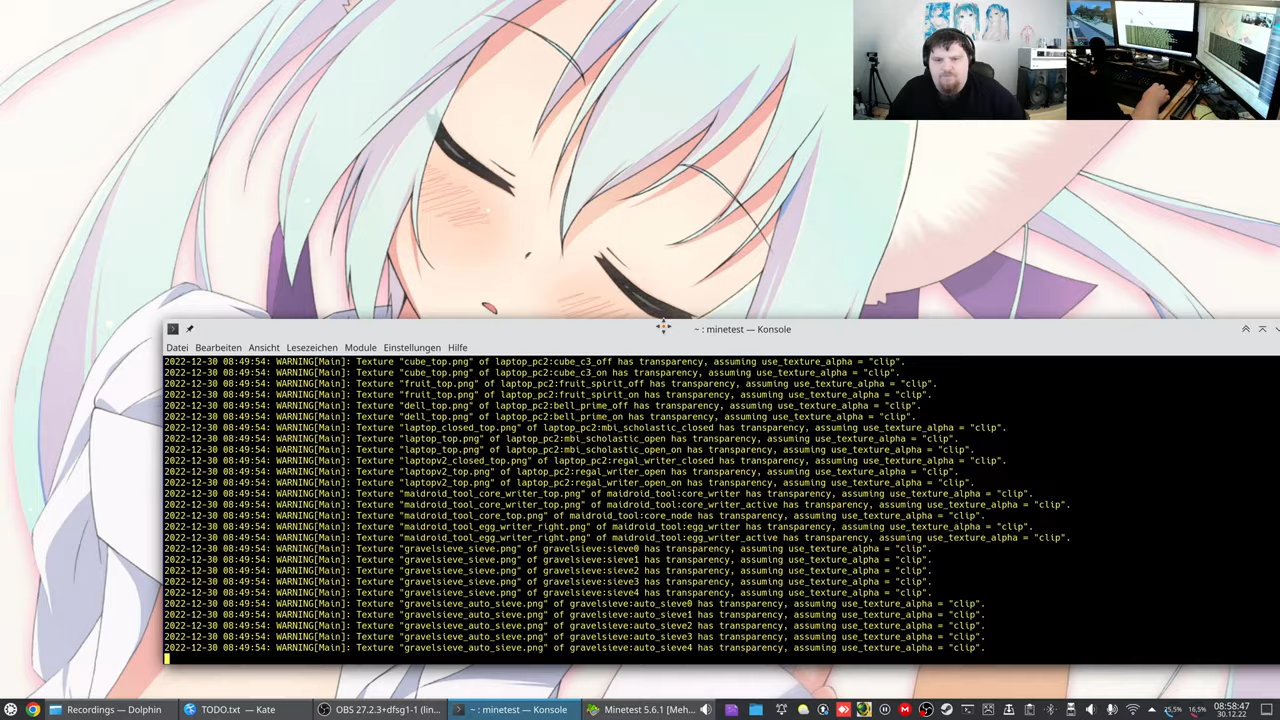 ~ : minetest — Konsole
Datei Bearbeiten Ansicht Lesezeichen Module Einstellungen Hilfe
2022-12-30 08:49:54: WARNING[Main]: Texture "cube_top.png" of laptop_pc2:cube_c3_off has transparency, assuming use_texture_alpha = "clip".
2022-12-30 08:49:54: WARNING[Main]: Texture "cube_top.png" of laptop_pc2:cube_c3_on has transparency, assuming use_texture_alpha = "clip".
2022-12-30 08:49:54: WARNING[Main]: Texture "fruit_top.png" of laptop_pc2:fruit_spirit_off has transparency, assuming use_texture_alpha = "clip".
2022-12-30 08:49:54: WARNING[Main]: Texture "fruit_top.png" of laptop_pc2:fruit_spirit_on has transparency, assuming use_texture_alpha = "clip".
2022-12-30 08:49:54: WARNING[Main]: Texture "dell_top.png" of laptop_pc2:bell_prime_off has transparency, assuming use_texture_alpha = "clip".
2022-12-30 08:49:54: WARNING[Main]: Texture "dell_top.png" of laptop_pc2:bell_prime_on has transparency, assuming use_texture_alpha = "clip".
2022-12-30 08:49:54: WARNING[Main]: Texture "laptop_closed_top.png" of laptop_pc2:mbi_scholastic_closed has transparency, assuming use_texture_alpha = "clip".
2022-12-30 08:49:54: WARNING[Main]: Texture "laptop_top.png" of laptop_pc2:mbi_scholastic_open has transparency, assuming use_texture_alpha = "clip".
2022-12-30 08:49:54: WARNING[Main]: Texture "laptop_top.png" of laptop_pc2:mbi_scholastic_open_on has transparency, assuming use_texture_alpha = "clip".
2022-12-30 08:49:54: WARNING[Main]: Texture "laptopv2_closed_top.png" of laptop_pc2:regal_writer_closed has transparency, assuming use_texture_alpha = "clip".
2022-12-30 08:49:54: WARNING[Main]: Texture "laptopv2_top.png" of laptop_pc2:regal_writer_open has transparency, assuming use_texture_alpha = "clip".
2022-12-30 08:49:54: WARNING[Main]: Texture "laptopv2_top.png" of laptop_pc2:regal_writer_open_on has transparency, assuming use_texture_alpha = "clip".
2022-12-30 08:49:54: WARNING[Main]: Texture "maidroid_tool_core_writer_top.png" of maidroid_tool:core_writer has transparency, assuming use_texture_alpha = "clip".
2022-12-30 08:49:54: WARNING[Main]: Texture "maidroid_tool_core_writer_top.png" of maidroid_tool:core_writer_active has transparency, assuming use_texture_alpha = "clip".
2022-12-30 08:49:54: WARNING[Main]: Texture "maidroid_tool_core_top.png" of maidroid_tool:core_node has transparency, assuming use_texture_alpha = "clip".
2022-12-30 08:49:54: WARNING[Main]: Texture "maidroid_tool_egg_writer_right.png" of maidroid_tool:egg_writer has transparency, assuming use_texture_alpha = "clip".
2022-12-30 08:49:54: WARNING[Main]: Texture "maidroid_tool_egg_writer_right.png" of maidroid_tool:egg_writer_active has transparency, assuming use_texture_alpha = "clip".
2022-12-30 08:49:54: WARNING[Main]: Texture "gravelsieve_sieve.png" of gravelsieve:sieve0 has transparency, assuming use_texture_alpha = "clip".
2022-12-30 08:49:54: WARNING[Main]: Texture "gravelsieve_sieve.png" of gravelsieve:sieve1 has transparency, assuming use_texture_alpha = "clip".
2022-12-30 08:49:54: WARNING[Main]: Texture "gravelsieve_sieve.png" of gravelsieve:sieve2 has transparency, assuming use_texture_alpha = "clip".
2022-12-30 08:49:54: WARNING[Main]: Texture "gravelsieve_sieve.png" of gravelsieve:sieve3 has transparency, assuming use_texture_alpha = "clip".
2022-12-30 08:49:54: WARNING[Main]: Texture "gravelsieve_sieve.png" of gravelsieve:sieve4 has transparency, assuming use_texture_alpha = "clip".
2022-12-30 08:49:54: WARNING[Main]: Texture "gravelsieve_auto_sieve.png" of gravelsieve:auto_sieve0 has transparency, assuming use_texture_alpha = "clip".
2022-12-30 08:49:54: WARNING[Main]: Texture "gravelsieve_auto_sieve.png" of gravelsieve:auto_sieve1 has transparency, assuming use_texture_alpha = "clip".
2022-12-30 08:49:54: WARNING[Main]: Texture "gravelsieve_auto_sieve.png" of gravelsieve:auto_sieve2 has transparency, assuming use_texture_alpha = "clip".
2022-12-30 08:49:54: WARNING[Main]: Texture "gravelsieve_auto_sieve.png" of gravelsieve:auto_sieve3 has transparency, assuming use_texture_alpha = "clip".
2022-12-30 08:49:54: WARNING[Main]: Texture "gravelsieve_auto_sieve.png" of gravelsieve:auto_sieve4 has transparency, assuming use_texture_alpha = "clip".
Recordings — Dolphin TODO.txt — Kate OBS 27.2.3+dfsg1-1 (lin... ~ : minetest — Konsole Minetest 5.6.1 [Meh... 25,5% 16,5% 08:58:47
30.12.22